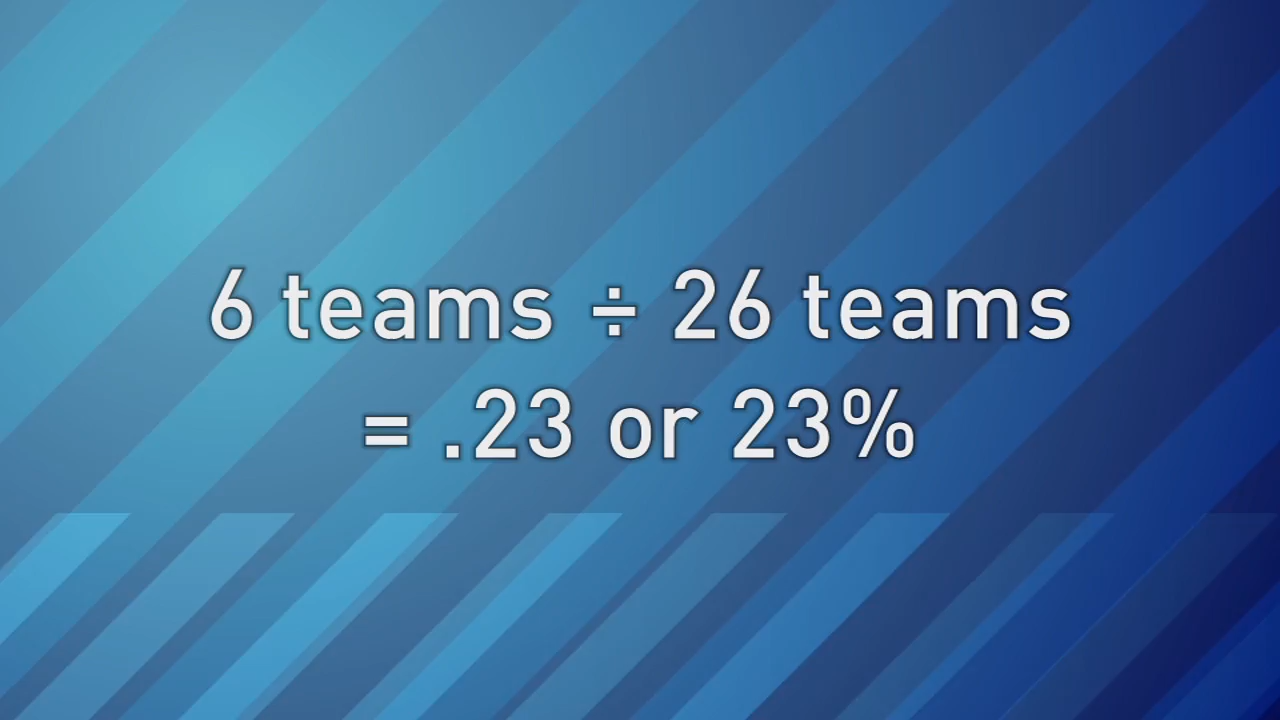 6 teams ÷ 26 teams
= .23 or 23%